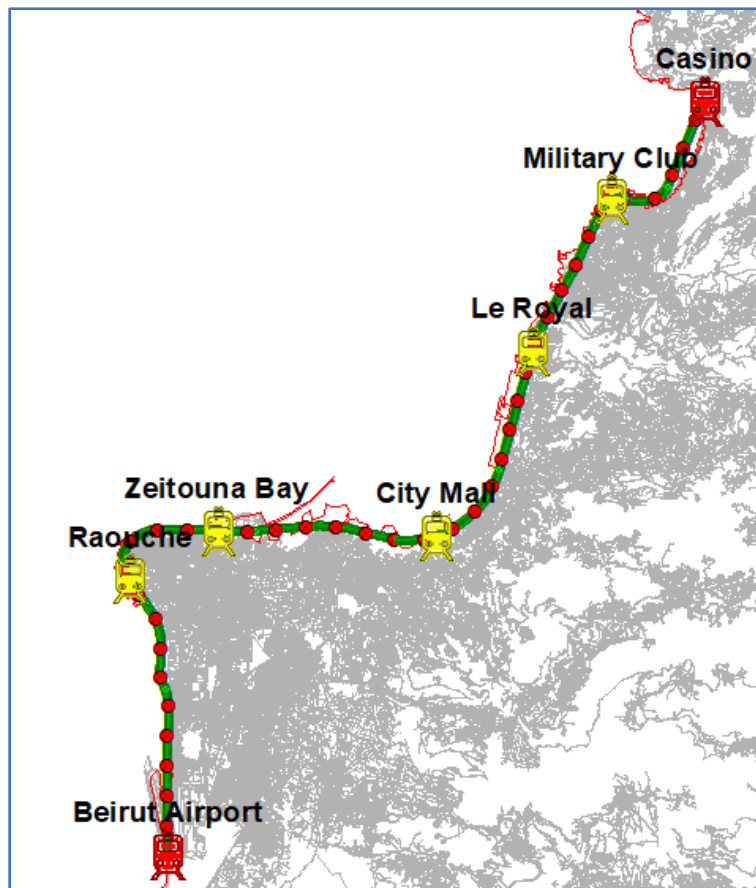 Casino
Military Club
Le Royal
Zeitouna Bay
City Mall
Raouche
Beirut Airport